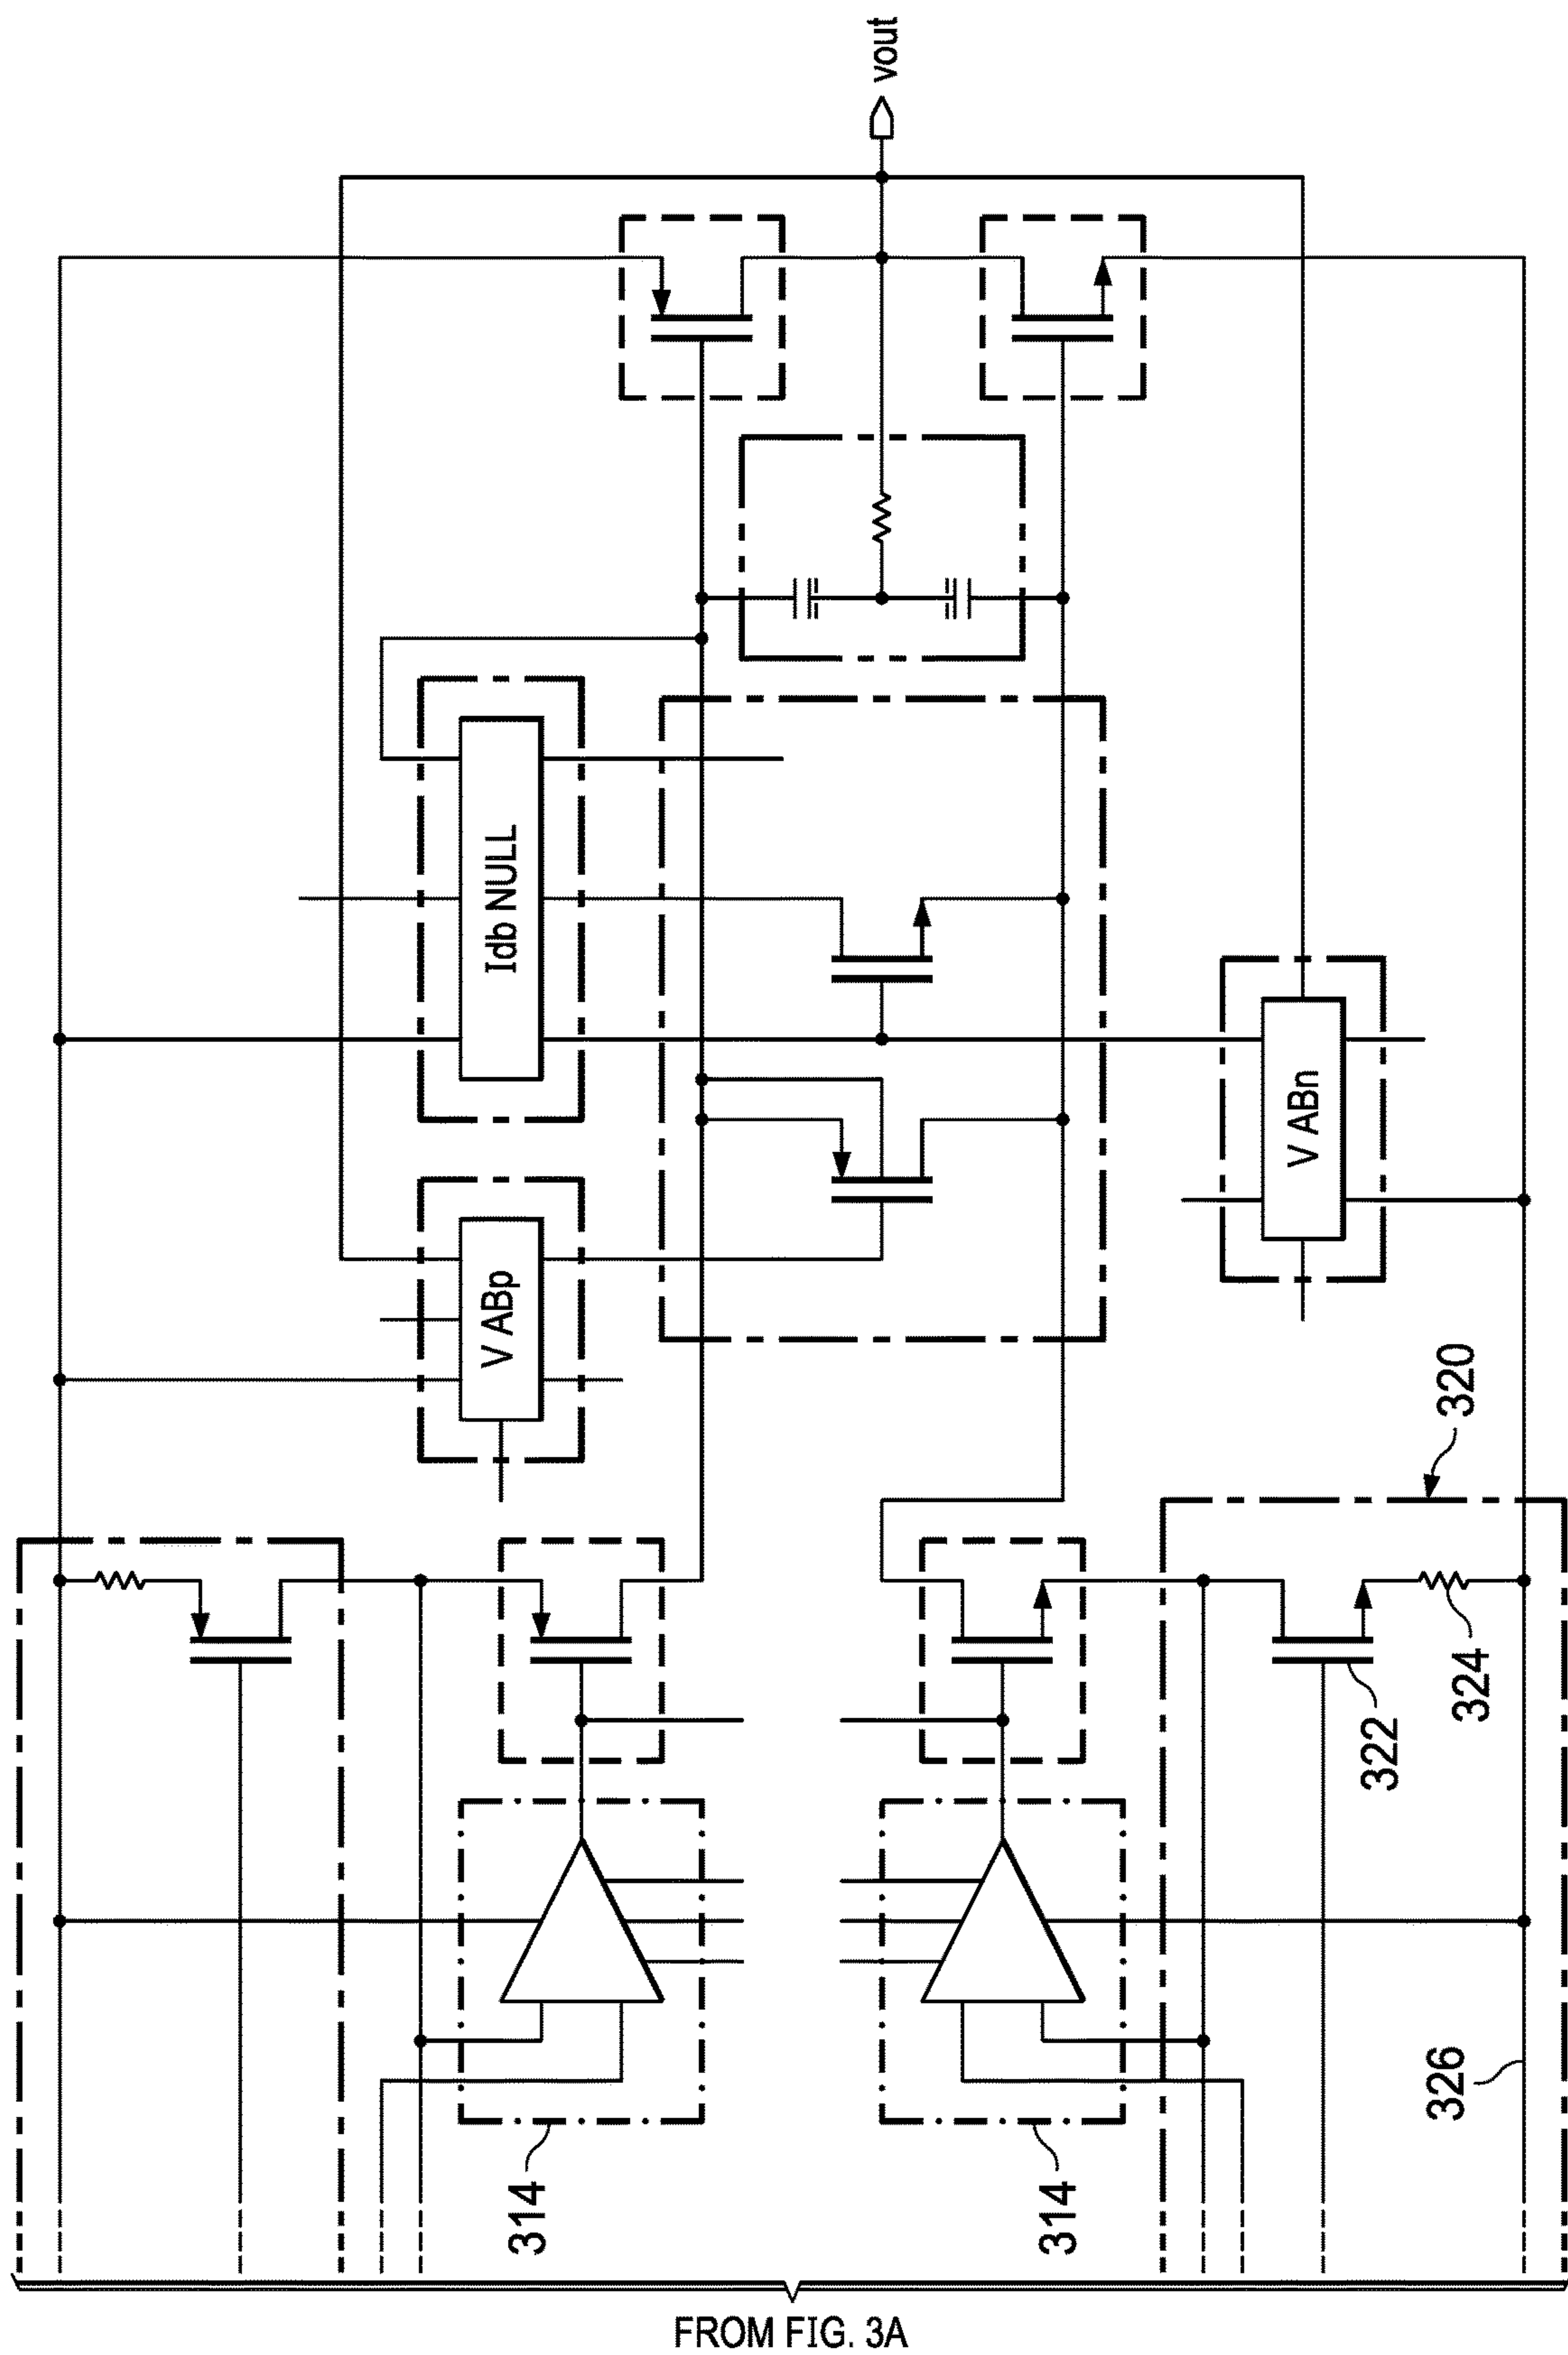 vout
Idb NULL
V ABp
V ABn
320
324
322
326
314
314
FROM FIG. 3A